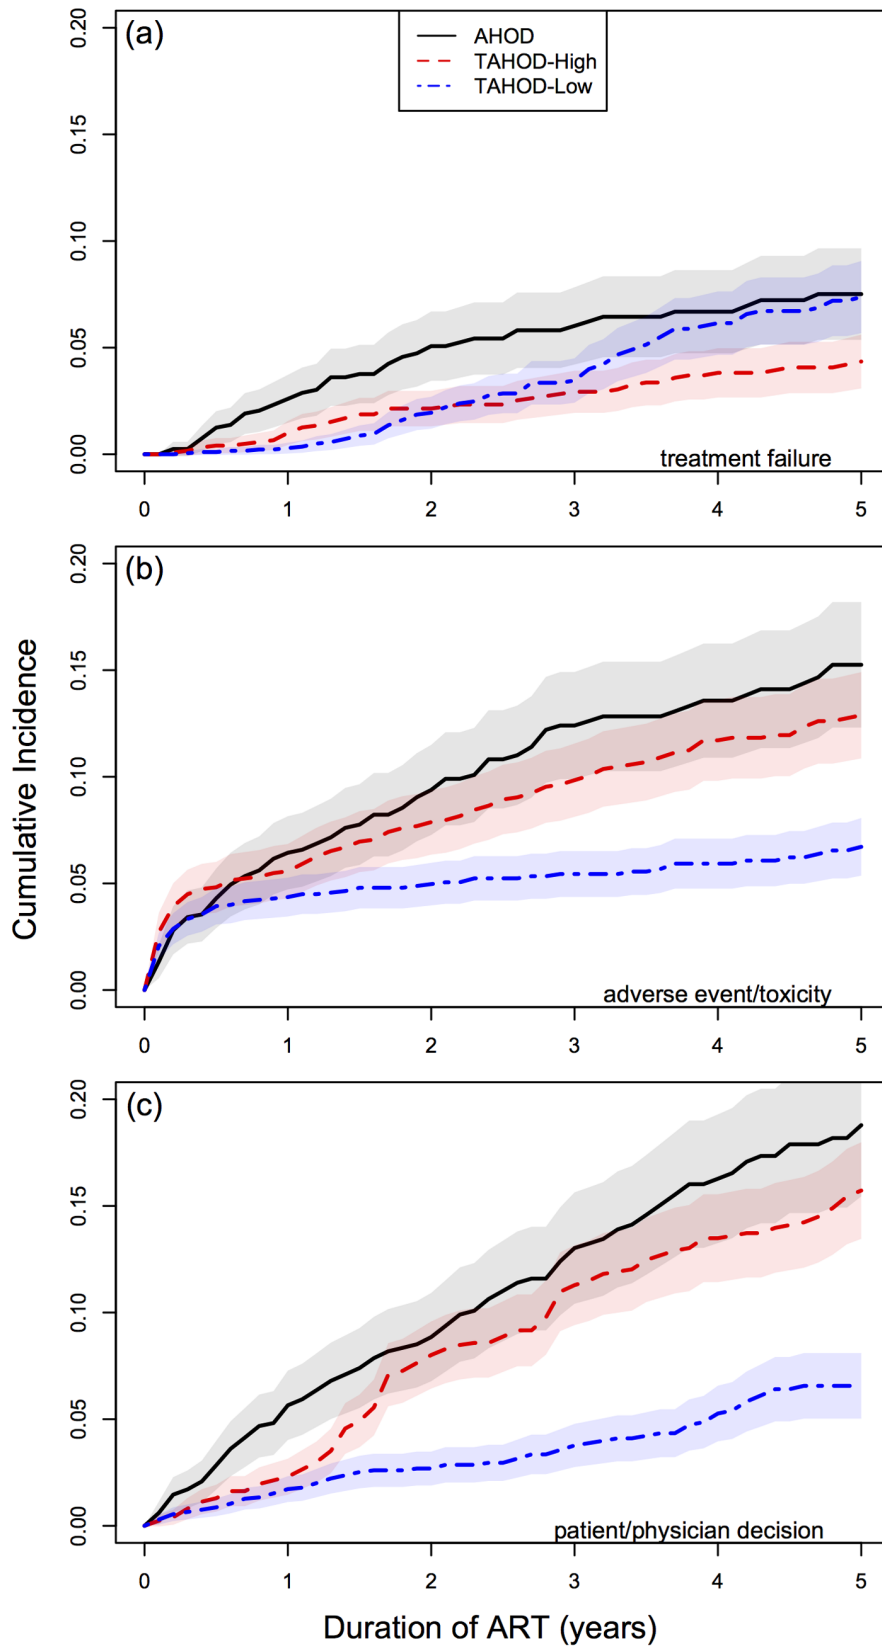 (a)
AHOD
TAHOD-High
TAHOD-Low
0.20
0.15
0.10
0.05
0.00
treatment failure
0 1 2 3 4 5
(b)
0.20
0.15
0.10
0.05
0.00
adverse event/toxicity
0 1 2 3 4 5
Cumulative Incidence
(c)
0.20
0.15
0.10
0.05
0.00
patient/physician decision
0 1 2 3 4 5
Duration of ART (years)